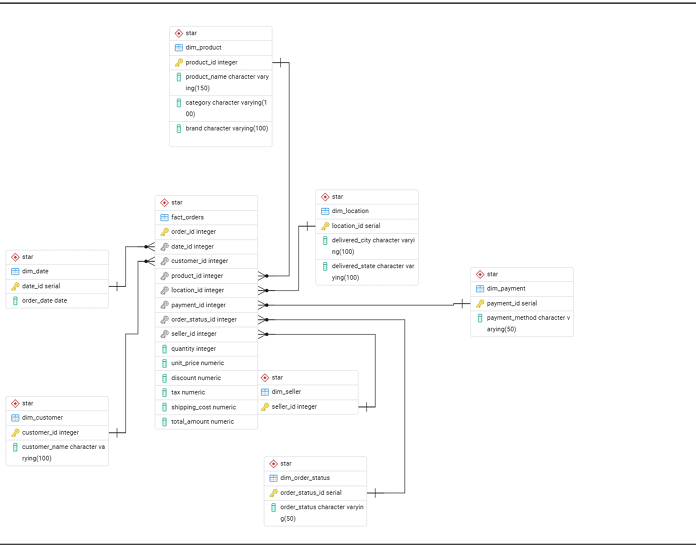 star
dim_product
product_id integer
product_name character vary
ing(150)
category character varying(1
00)
brand character varying(100)
star
fact_orders
order_id integer
date_id integer
customer_id integer
product_id integer
location_id integer
payment_id integer
order_status_id integer
seller_id integer
quantity integer
unit_price numeric
discount numeric
tax numeric
shipping_cost numeric
total_amount numeric
star
dim_location
location_id serial
delivered_city character varyi
ng(100)
delivered_state character var
ying(100)
star
dim_date
date_id serial
order_date date
star
dim_payment
payment_id serial
payment_method character v
arying(50)
star
dim_seller
seller_id integer
star
dim_customer
customer_id integer
customer_name character va
rying(100)
star
dim_order_status
order_status_id serial
order_status character varyin
g(50)